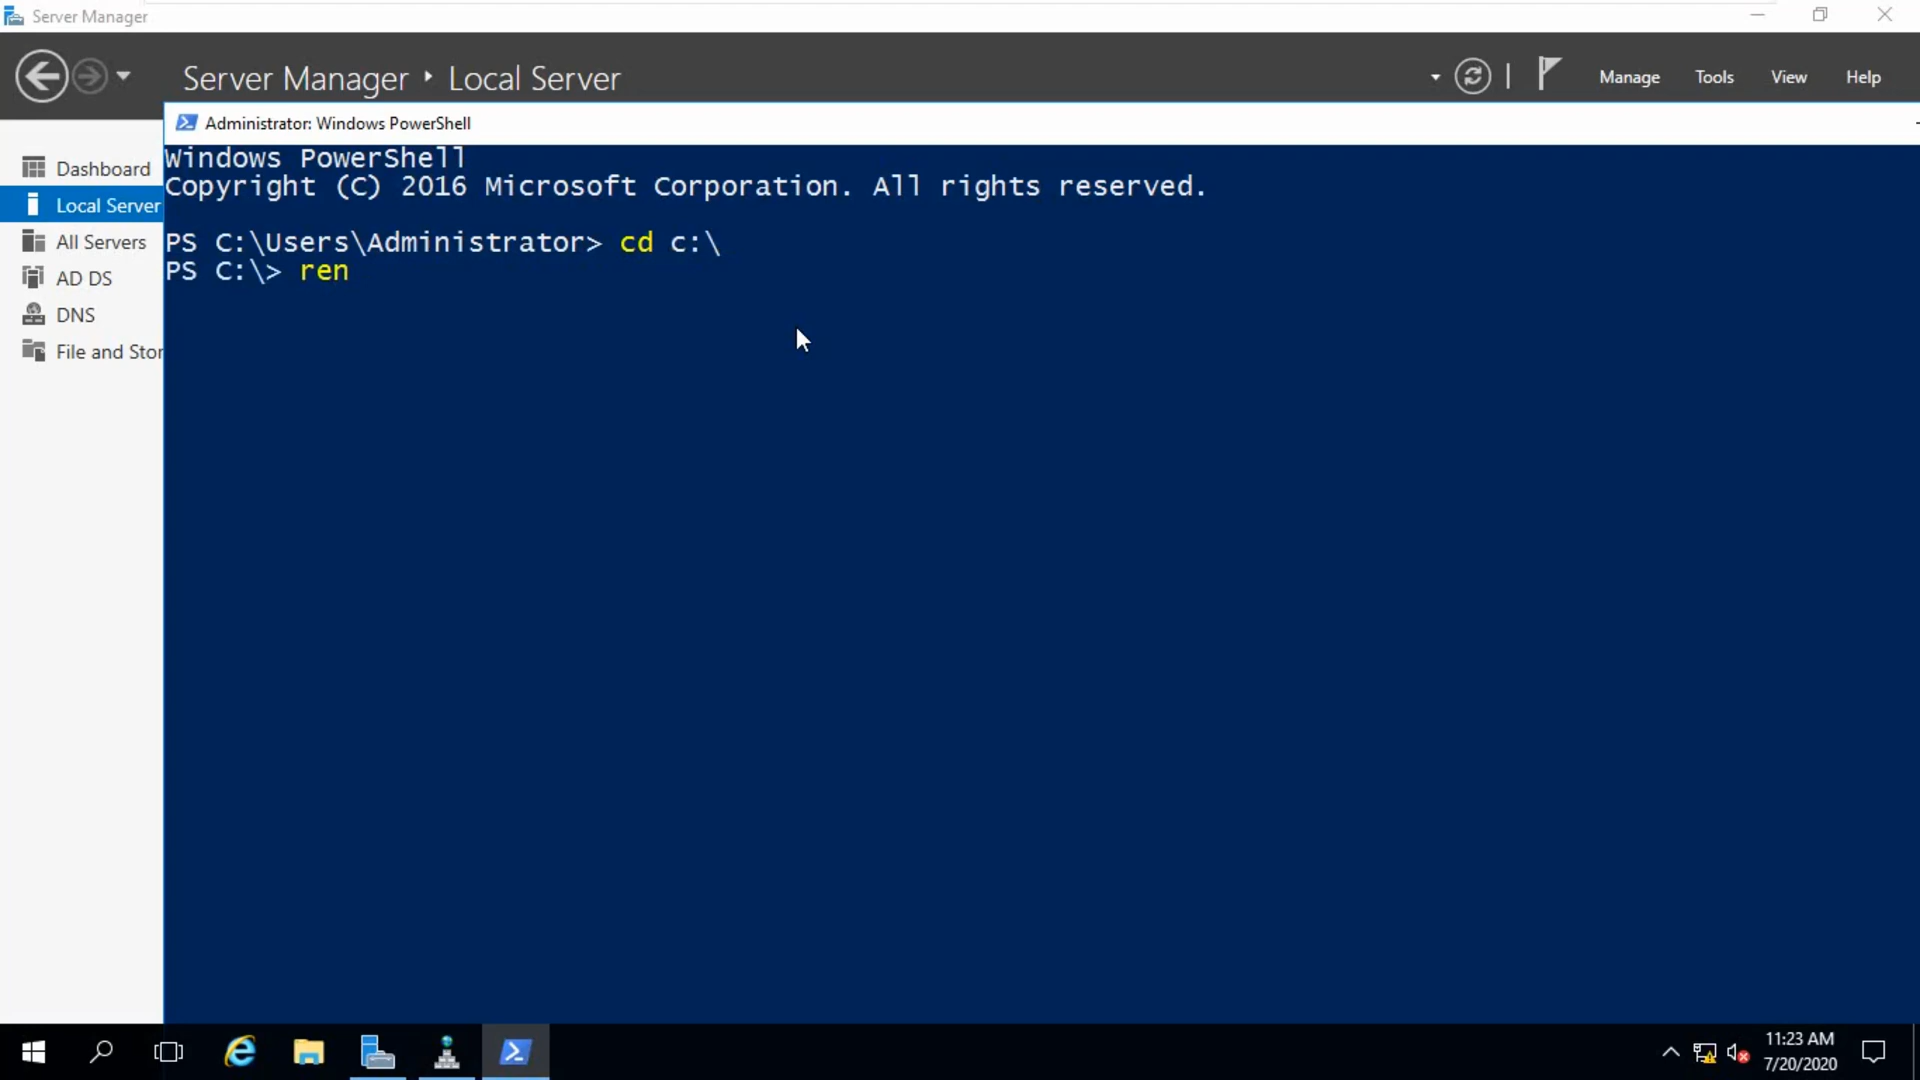 Server Manager
Server Manager ‣ Local Server
Manage Tools View Help
Administrator: Windows PowerShell
Dashboard
Local Server
All Servers
AD DS
DNS
File and Stor
Windows PowerShell
Copyright (C) 2016 Microsoft Corporation. All rights reserved.
PS C:\Users\Administrator> cd c:\
PS C:\> ren
11:23 AM
7/20/2020